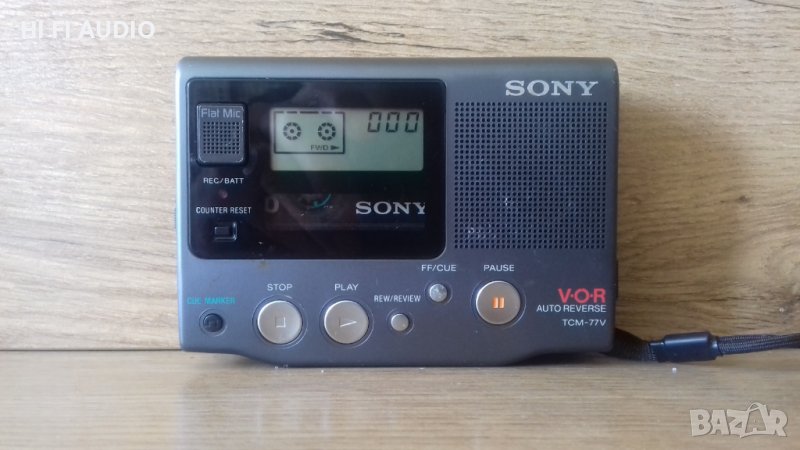 HI FI AUDIO
SONY
Flat Mic
000
FWD
REC/BATT
COUNTER RESET
SONY
FF/CUE
PAUSE
STOP
PLAY
REW/REVIEW
V·O·R
AUTO REVERSE
CUE MARKER
TCM-77V
BAZAR